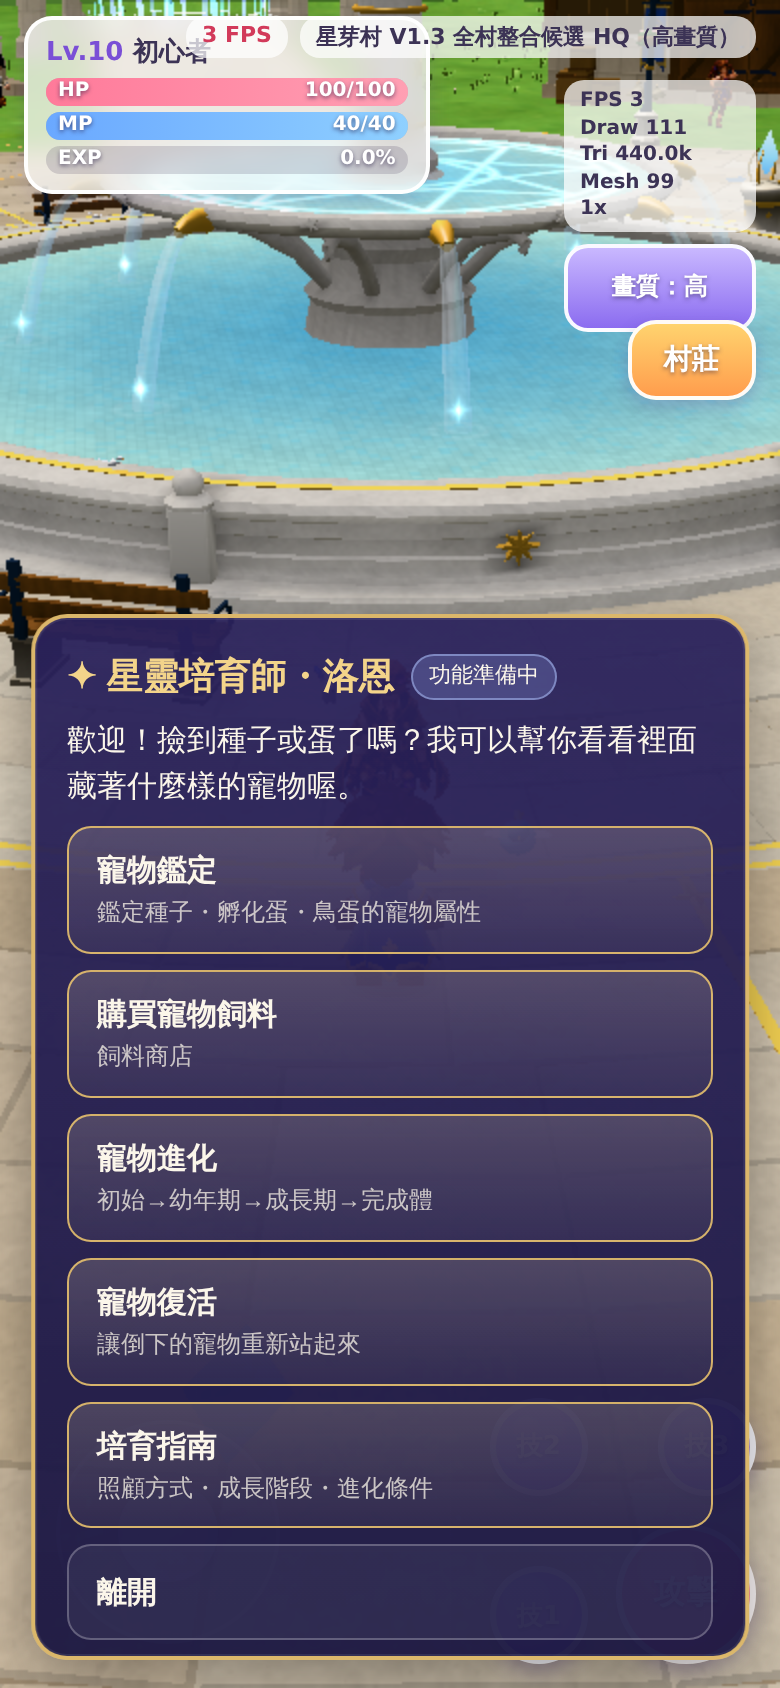 Lv.10 初心者
3 FPS
星芽村 V1.3 全村整合候選 HQ（高畫質）
HP 100/100
MP 40/40
EXP 0.0%
FPS 3
Draw 111
Tri 440.0k
Mesh 99
1x
畫質：高
村莊
✦ 星靈培育師・洛恩 功能準備中
歡迎！撿到種子或蛋了嗎？我可以幫你看看裡面
藏著什麼樣的寵物喔。
寵物鑑定
鑑定種子・孵化蛋・鳥蛋的寵物屬性
購買寵物飼料
飼料商店
寵物進化
初始→幼年期→成長期→完成體
寵物復活
讓倒下的寵物重新站起來
培育指南
照顧方式・成長階段・進化條件
技2
技3
離開
技1
攻擊